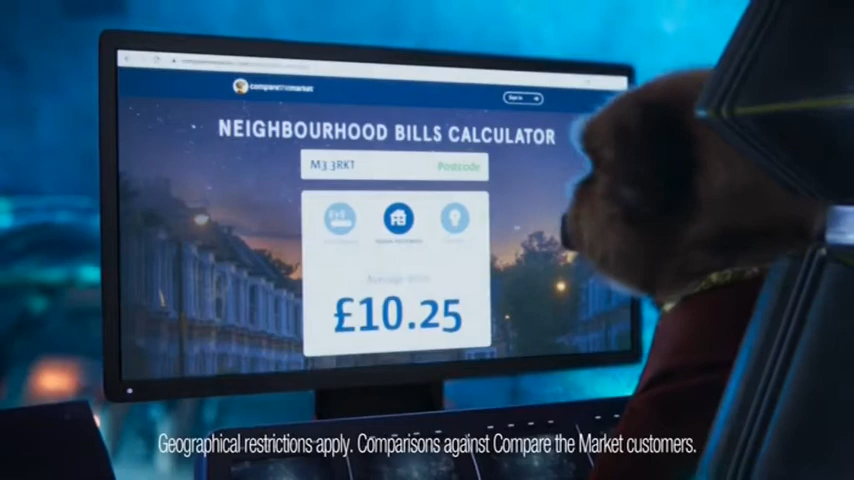 comparethemarket
Sign in
NEIGHBOURHOOD BILLS CALCULATOR
M3 3RKT Postcode
£10.25
Geographical restrictions apply. Comparisons against Compare the Market customers.